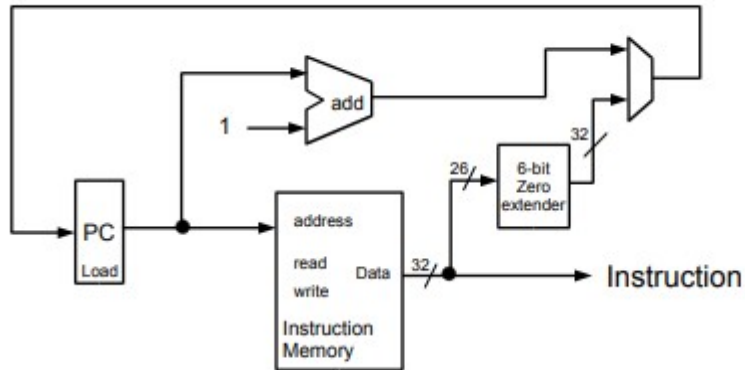 add
1
32
26
6-bit
Zero
extender
PC
Load
address
read
write
Data
32
Instruction
Memory
Instruction